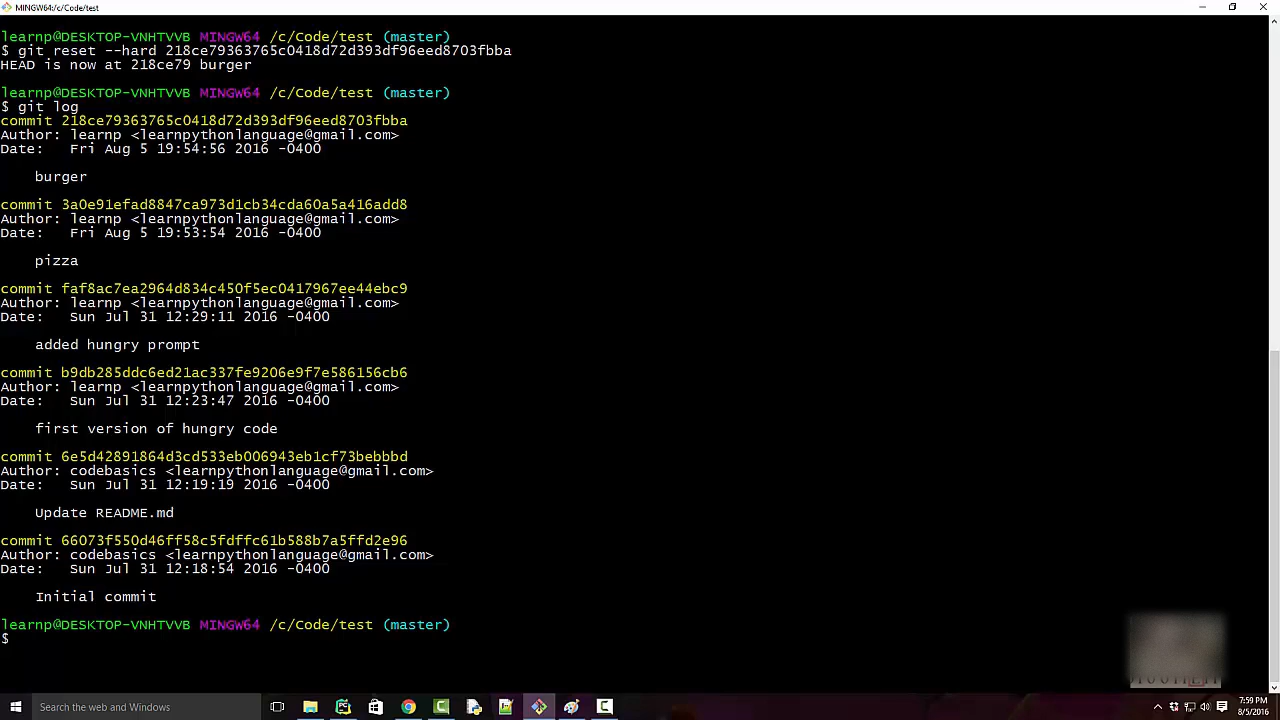 MINGW64:/c/Code/test
learnp@DESKTOP-VNHTVVB MINGW64 /c/Code/test (master)
$ git reset --hard 218ce79363765c0418d72d393df96eed8703fbba
HEAD is now at 218ce79 burger
learnp@DESKTOP-VNHTVVB MINGW64 /c/Code/test (master)
$ git log
commit 218ce79363765c0418d72d393df96eed8703fbba
Author: learnp <learnpythonlanguage@gmail.com>
Date:   Fri Aug 5 19:54:56 2016 -0400
burger
commit 3a0e91efad8847ca973d1cb34cda60a5a416add8
Author: learnp <learnpythonlanguage@gmail.com>
Date:   Fri Aug 5 19:53:54 2016 -0400
pizza
commit faf8ac7ea2964d834c450f5ec0417967ee44ebc9
Author: learnp <learnpythonlanguage@gmail.com>
Date:   Sun Jul 31 12:29:11 2016 -0400
added hungry prompt
commit b9db285ddc6ed21ac337fe9206e9f7e586156cb6
Author: learnp <learnpythonlanguage@gmail.com>
Date:   Sun Jul 31 12:23:47 2016 -0400
first version of hungry code
commit 6e5d42891864d3cd533eb006943eb1cf73bebbbd
Author: codebasics <learnpythonlanguage@gmail.com>
Date:   Sun Jul 31 12:19:19 2016 -0400
Update README.md
commit 66073f550d46ff58c5fdffc61b588b7a5ffd2e96
Author: codebasics <learnpythonlanguage@gmail.com>
Date:   Sun Jul 31 12:18:54 2016 -0400
Initial commit
learnp@DESKTOP-VNHTVVB MINGW64 /c/Code/test (master)
$
Search the web and Windows
7:59 PM
8/5/2016